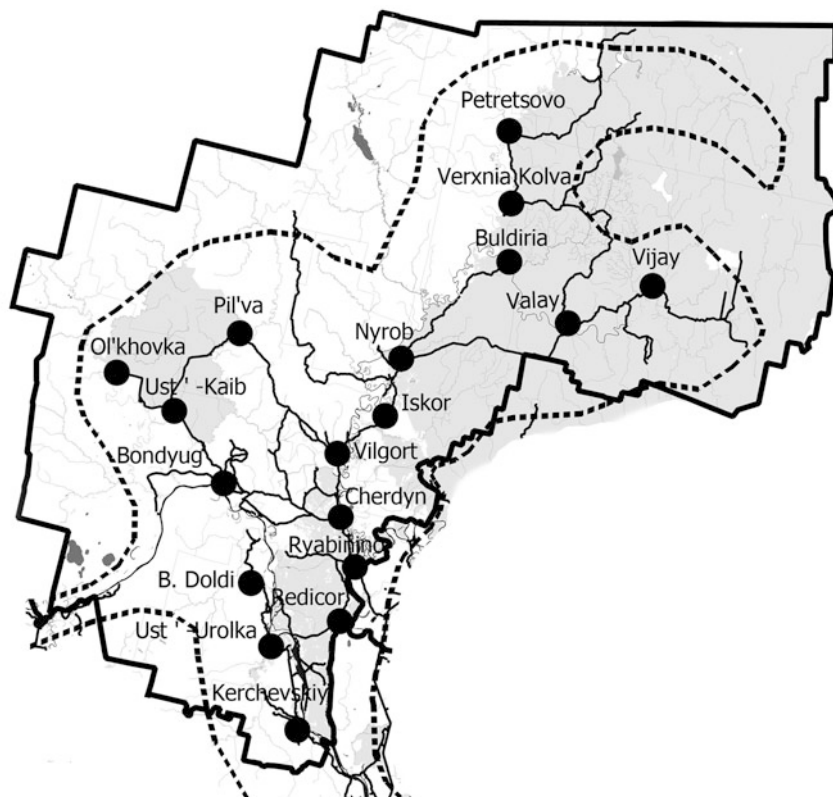 Petretsovo
Verxnia Kolva
Buldiria
Vijay
Pil'va
Valay
Nyrob
Ol'khovka
Ust ' -Kaib
Iskor
Bondyug
Vilgort
Cherdyn
Ryabinino
B. Doldi
Redicor
Ust ' -Urolka
Kerchevskiy